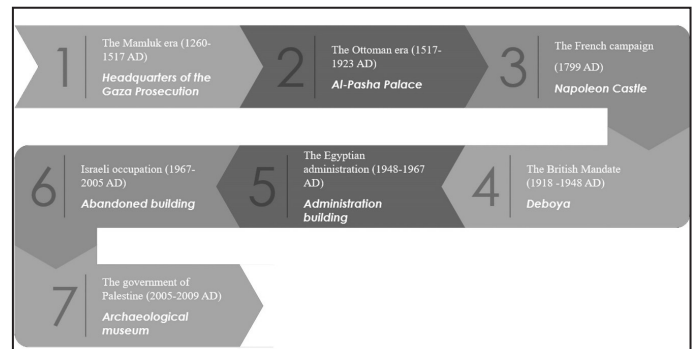 1
The Mamluk era (1260-
1517 AD)
Headquarters of the
Gaza Prosecution
2
The Ottoman era (1517-
1923 AD)
Al-Pasha Palace
3
The French campaign
(1799 AD)
Napoleon Castle
4
The British Mandate
(1918 -1948 AD)
Deboya
5
The Egyptian
administration (1948-1967
AD)
Administration
building
6
Israeli occupation (1967-
2005 AD)
Abandoned building
7
The government of
Palestine (2005-2009 AD)
Archaeological
museum